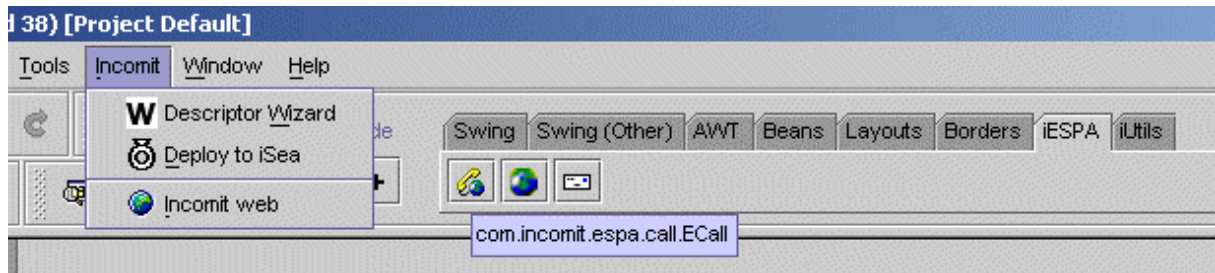 d 38) [Project Default]
Tools Incomit Window Help
W Descriptor Wizard
de
Swing Swing (Other) AWT Beans Layouts Borders iESPA iUtils
Deploy to iSea
Incomit web
com.incomit.espa.call.ECall